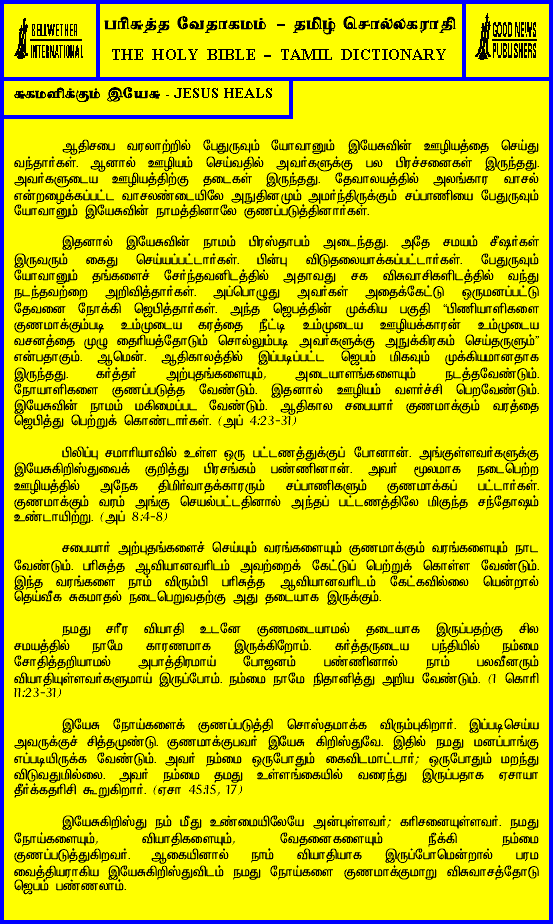 BELLWETHER
INTERNATIONAL
பரிசுத்த வேதாகமம் – தமிழ் சொல்லகராதி
THE HOLY BIBLE – TAMIL DICTIONARY
GOOD NEWS
PUBLISHERS
சுகமளிக்கும் இயேசு - JESUS HEALS
ஆதிசபை வரலாற்றில் பேதுருவும் யோவானும் இயேசுவின் ஊழியத்தை செய்து
வந்தார்கள். ஆனால் ஊழியம் செய்வதில் அவர்களுக்கு பல பிரச்சனைகள் இருந்தது.
அவர்களுடைய ஊழியத்திற்கு தடைகள் இருந்தது. தேவாலயத்தில் அலங்கார வாசல்
என்றழைக்கப்பட்ட வாசலண்டையிலே அநுதினமும் அமர்ந்திருக்கும் சப்பாணியை பேதுருவும்
யோவானும் இயேசுவின் நாமத்தினாலே குணப்படுத்தினார்கள்.
இதனால் இயேசுவின் நாமம் பிரஸ்தாபம் அடைந்தது. அதே சமயம் சீஷர்கள்
இருவரும் கைது செய்யப்பட்டார்கள். பின்பு விடுதலையாக்கப்பட்டார்கள். பேதுருவும்
யோவானும் தங்களைச் சேர்ந்தவனிடத்தில் அதாவது சக விசுவாசிகளிடத்தில் வந்து
நடந்தவற்றை அறிவித்தார்கள். அப்பொழுது அவர்கள் அதைக்கேட்டு ஒருமனப்பட்டு
தேவனை நோக்கி ஜெபித்தார்கள். அந்த ஜெபத்தின் முக்கிய பகுதி “பிணியாளிகளை
குணமாக்கும்படி உம்முடைய கரத்தை நீட்டி உம்முடைய ஊழியக்காரன் உம்முடைய
வசனத்தை முழு தைரியத்தோடும் சொல்லும்படி அவர்களுக்கு அநுக்கிரகம் செய்தருளும்”
என்பதாகும். ஆமென். ஆதிகாலத்தில் இப்படிப்பட்ட ஜெபம் மிகவும் முக்கியமானதாக
இருந்தது. கர்த்தர் அற்புதங்களையும், அடையாளங்களையும் நடத்தவேண்டும்.
நோயாளிகளை குணப்படுத்த வேண்டும். இதனால் ஊழியம் வளர்ச்சி பெறவேண்டும்.
இயேசுவின் நாமம் மகிமைப்பட வேண்டும். ஆதிகால சபையார் குணமாக்கும் வரத்தை
ஜெபித்து பெற்றுக் கொண்டார்கள். (அப் 4:23-31)
பிலிப்பு சமாரியாவில் உள்ள ஒரு பட்டணத்துக்குப் போனான். அங்குள்ளவர்களுக்கு
இயேசுகிறிஸ்துவைக் குறித்து பிரசங்கம் பண்ணினான். அவர் மூலமாக நடைபெற்ற
ஊழியத்தில் அநேக திமிர்வாதக்காரரும் சப்பாணிகளும் குணமாக்கப் பட்டார்கள்.
குணமாக்கும் வரம் அங்கு செயல்பட்டதினால் அந்தப் பட்டணத்திலே மிகுந்த சந்தோஷம்
உண்டாயிற்று. (அப் 8:4-8)
சபையார் அற்புதங்களைச் செய்யும் வரங்களையும் குணமாக்கும் வரங்களையும் நாட
வேண்டும். பரிசுத்த ஆவியானவரிடம் அவற்றைக் கேட்டுப் பெற்றுக் கொள்ள வேண்டும்.
இந்த வரங்களை நாம் விரும்பி பரிசுத்த ஆவியானவரிடம் கேட்கவில்லை யென்றால்
தெய்வீக சுகமாதல் நடைபெறுவதற்கு அது தடையாக இருக்கும்.
நமது சரீர வியாதி உடனே குணமடையாமல் தடையாக இருப்பதற்கு சில
சமயத்தில் நாமே காரணமாக இருக்கிறோம். கர்த்தருடைய பந்தியில் நம்மை
சோதித்தறியாமல் அபாத்திரமாய் போஜனம் பண்ணினால் நாம் பலவீனரும்
வியாதியுள்ளவர்களுமாய் இருப்போம். நம்மை நாமே நிதானித்து அறிய வேண்டும். (1 கொரி
11:23-31)
இயேசு நோய்களைக் குணப்படுத்தி சொஸ்தமாக்க விரும்புகிறார். இப்படிசெய்ய
அவருக்குச் சித்தமுண்டு. குணமாக்குபவர் இயேசு கிறிஸ்துவே. இதில் நமது மனப்பாங்கு
எப்படியிருக்க வேண்டும். அவர் நம்மை ஒருபோதும் கைவிடமாட்டார்; ஒருபோதும் மறந்து
விடுவதுமில்லை. அவர் நம்மை தமது உள்ளங்கையில் வரைந்து இருப்பதாக ஏசாயா
தீர்க்கதரிசி கூறுகிறார். (ஏசா 45:15, 17)
இயேசுகிறிஸ்து நம் மீது உண்மையிலேயே அன்புள்ளவர்; கரிசனையுள்ளவர். நமது
நோய்களையும், வியாதிகளையும், வேதனைகளையும் நீக்கி நம்மை
குணப்படுத்துகிறவர். ஆகையினால் நாம் வியாதியாக இருப்போமென்றால் பரம
வைத்தியராகிய இயேசுகிறிஸ்துவிடம் நமது நோய்களை குணமாக்குமாறு விசுவாசத்தோடு
ஜெபம் பண்ணலாம்.